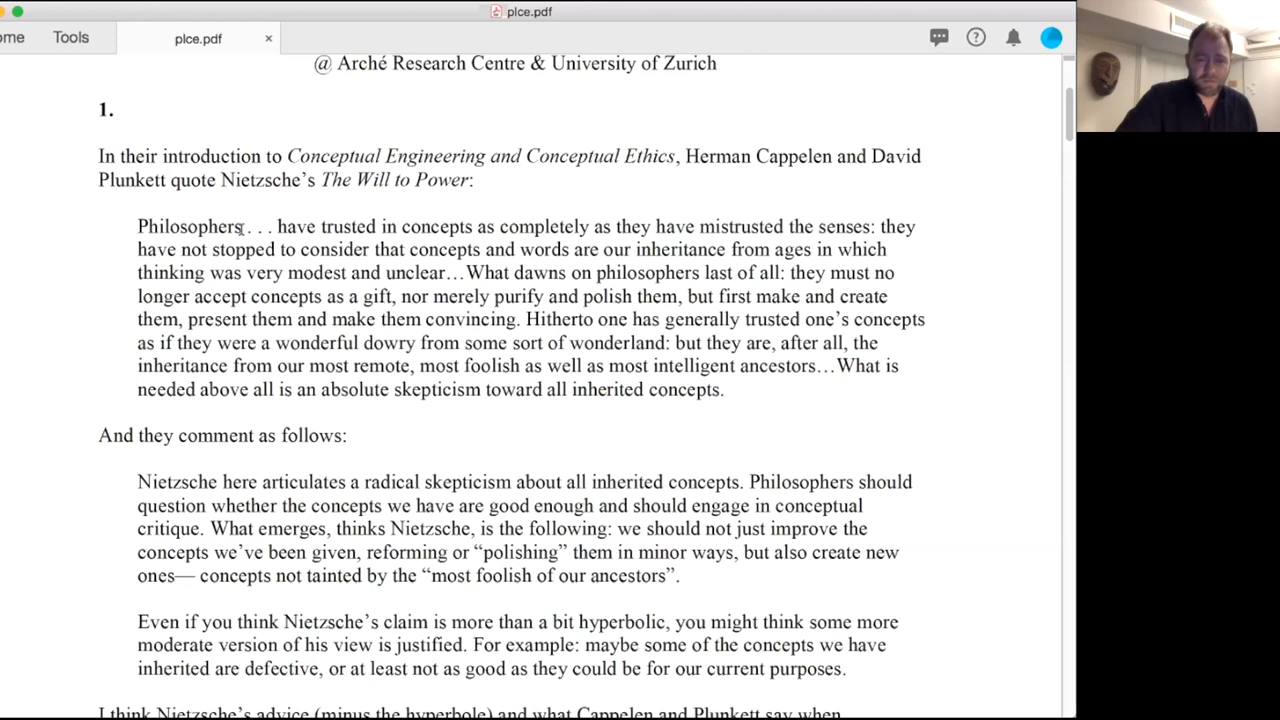 plce.pdf
ome Tools plce.pdf ×
@ Arché Research Centre & University of Zurich
1.
In their introduction to Conceptual Engineering and Conceptual Ethics, Herman Cappelen and David
Plunkett quote Nietzsche’s The Will to Power:
Philosophers . . . have trusted in concepts as completely as they have mistrusted the senses: they
have not stopped to consider that concepts and words are our inheritance from ages in which
thinking was very modest and unclear…What dawns on philosophers last of all: they must no
longer accept concepts as a gift, nor merely purify and polish them, but first make and create
them, present them and make them convincing. Hitherto one has generally trusted one’s concepts
as if they were a wonderful dowry from some sort of wonderland: but they are, after all, the
inheritance from our most remote, most foolish as well as most intelligent ancestors…What is
needed above all is an absolute skepticism toward all inherited concepts.
And they comment as follows:
Nietzsche here articulates a radical skepticism about all inherited concepts. Philosophers should
question whether the concepts we have are good enough and should engage in conceptual
critique. What emerges, thinks Nietzsche, is the following: we should not just improve the
concepts we’ve been given, reforming or “polishing” them in minor ways, but also create new
ones— concepts not tainted by the “most foolish of our ancestors”.
Even if you think Nietzsche’s claim is more than a bit hyperbolic, you might think some more
moderate version of his view is justified. For example: maybe some of the concepts we have
inherited are defective, or at least not as good as they could be for our current purposes.
I think Nietzsche’s advice (minus the hyperbole) and what Cappelen and Plunkett say when